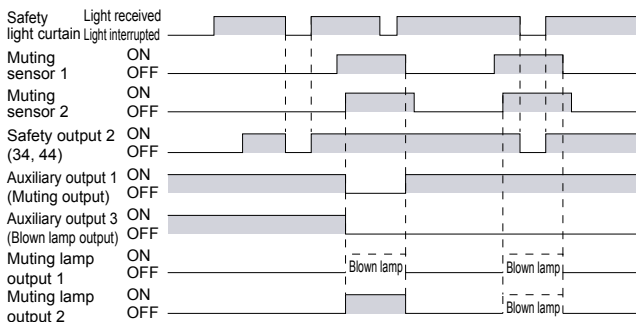 Safety Light received
light curtain Light interrupted
Muting ON
sensor 1 OFF
Muting ON
sensor 2 OFF
Safety output 2 ON
(34, 44) OFF
Auxiliary output 1 ON
(Muting output) OFF
Auxiliary output 3 ON
(Blown lamp output) OFF
Muting lamp ON
output 1 OFF Blown lamp Blown lamp
Muting lamp ON
output 2 OFF Blown lamp